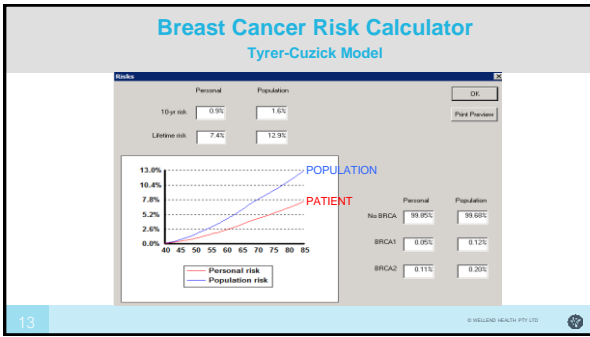 Breast Cancer Risk Calculator
Tyrer-Cuzick Model
Risks
Personal Population
10-yr risk 0.9% 1.6%
Lifetime risk 7.4% 12.9%
OK
Print Preview
13.0%
10.4%
7.8%
5.2%
2.6%
0.0%
40 45 50 55 60 65 70 75 80 85
POPULATION
PATIENT
Personal risk
Population risk
Personal Population
No BRCA 99.85% 99.68%
BRCA1 0.05% 0.12%
BRCA2 0.11% 0.20%
13
© WELLEND HEALTH PTY LTD